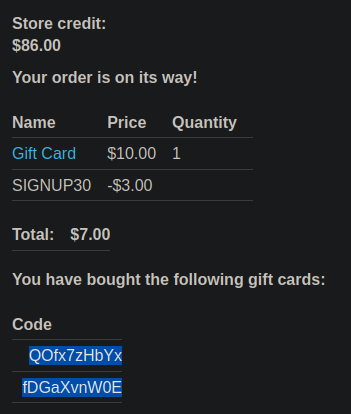 Store credit:
$86.00
Your order is on its way!
Name Price Quantity
Gift Card $10.00 1
SIGNUP30 -$3.00
Total: $7.00
You have bought the following gift cards:
Code
QOfx7zHbYx
fDGaXvnW0E